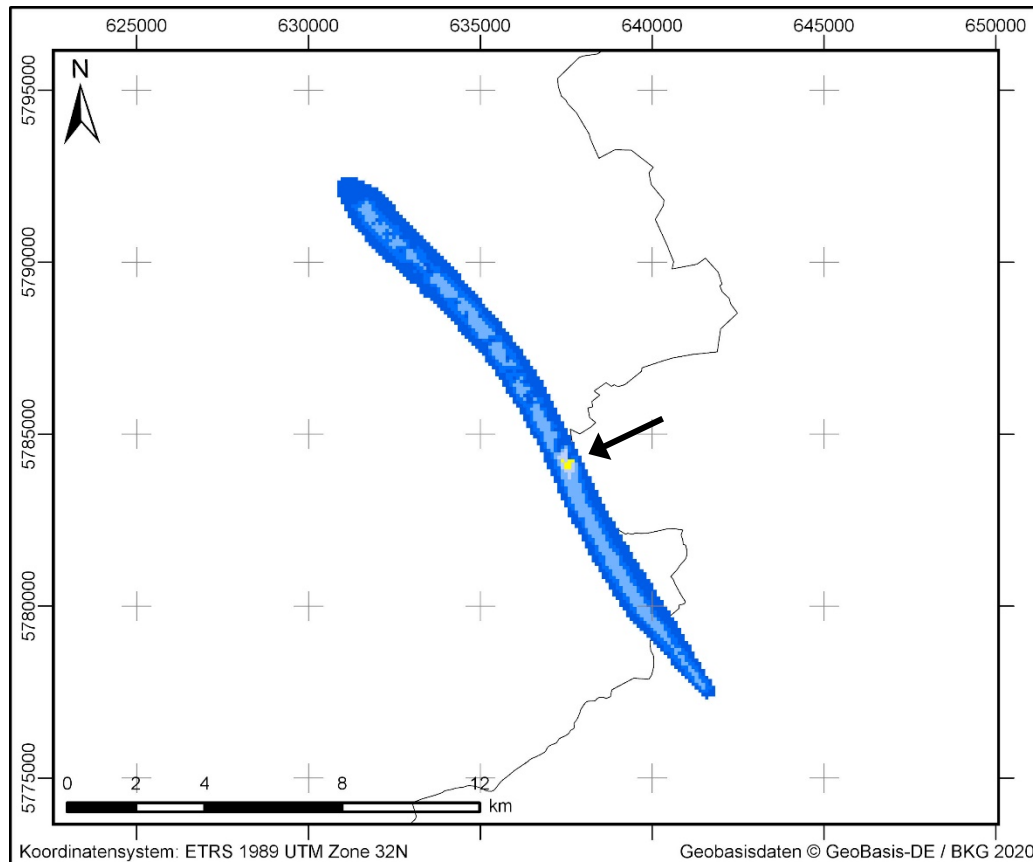 625000 630000 635000 640000 645000 650000
N
5795000
5790000
5785000
5780000
5775000
0 2 4 8 12
km
Koordinatensystem: ETRS 1989 UTM Zone 32N
Geobasisdaten © GeoBasis-DE / BKG 2020